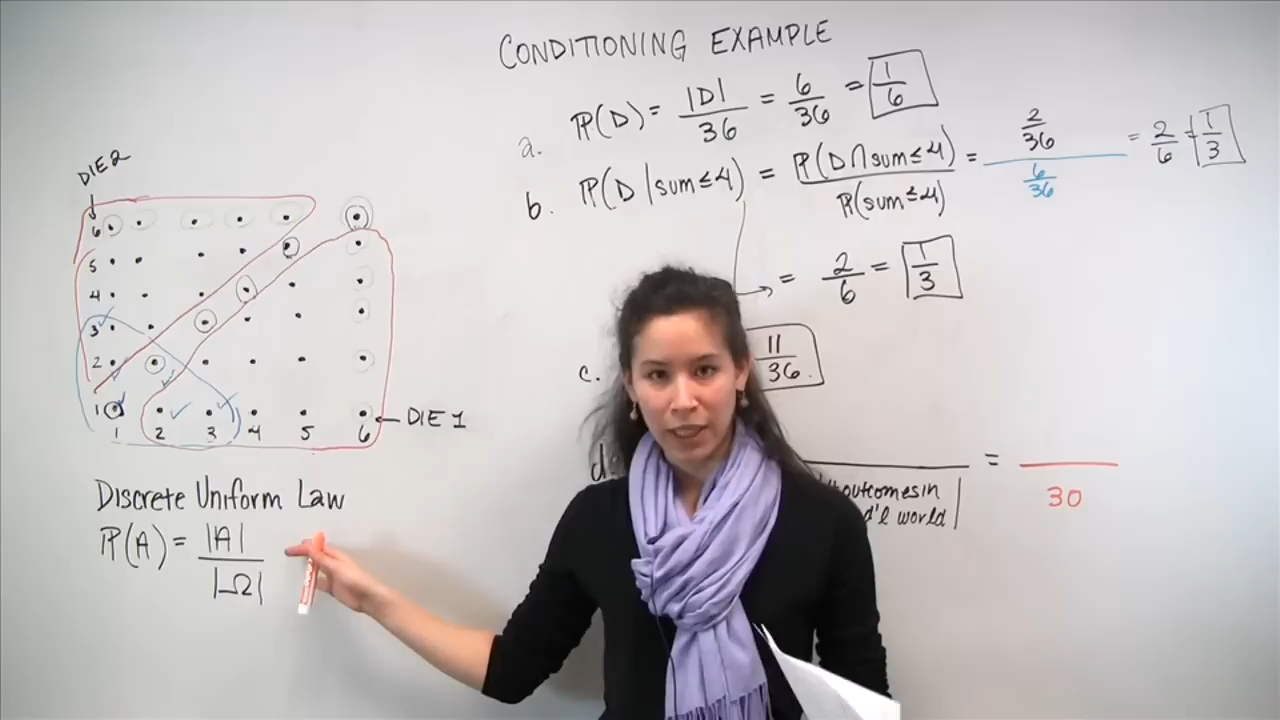 CONDITIONING EXAMPLE
a. P(D) = |D| / 36 = 6/36 = 1/6
b. P(D | sum ≤ 4) = P(D ∩ sum ≤ 4) / P(sum ≤ 4) = 2/36 / 6/36 = 2/6 = 1/3
= 2/6 = 1/3
c. 11/36
d. outcomes in =
d'l world| 30
DIE 2
6
5
4
3
2
1
1 2 3 4 5 6 ← DIE 1
Discrete Uniform Law
P(A) = |A| / |Ω|